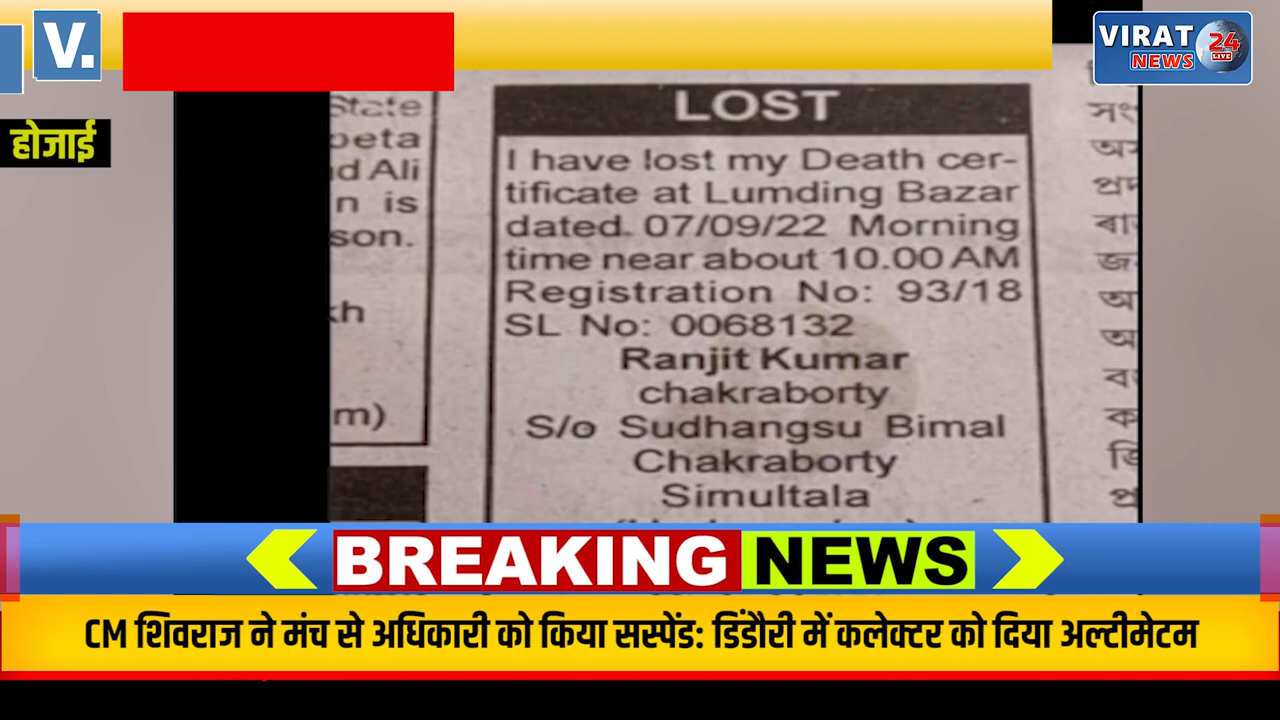 V.
VIRAT
NEWS
24
LIVE
होजाई
State
peta
d Ali
n is
son.
kh
m)
LOST
I have lost my Death cer-
tificate at Lumding Bazar
dated. 07/09/22 Morning
time near about 10.00 AM
Registration No: 93/18
SL No: 0068132
Ranjit Kumar
chakraborty
S/o Sudhangsu Bimal
Chakraborty
Simultala
BREAKING NEWS
CM शिवराज ने मंच से अधिकारी को किया सस्पेंड: डिंडौरी में कलेक्टर को दिया अल्टीमेटम